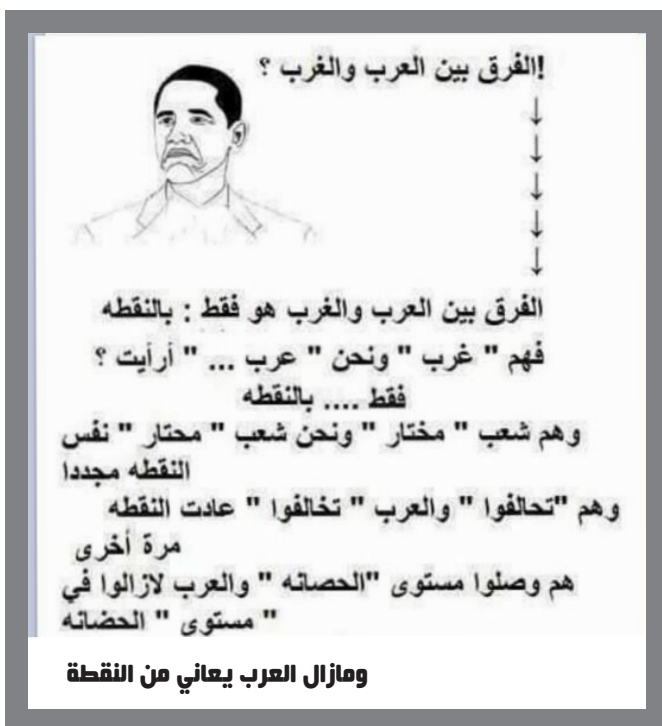 !الفرق بين العرب والغرب ؟
↓
↓
↓
↓
↓
الفرق بين العرب والغرب هو فقط : بالنقطه
فهم " غرب " ونحن " عرب ... " أرأيت ؟
فقط .... بالنقطه
وهم شعب " مختار " ونحن شعب " محتار " نفس
النقطه مجددا
وهم "تحالفوا " والعرب " تخالفوا " عادت النقطه
مرة أخرى
هم وصلوا مستوى "الحصانه " والعرب لازالوا في
" مستوى " الحضانه
ومازال العرب يعاني من النقطة